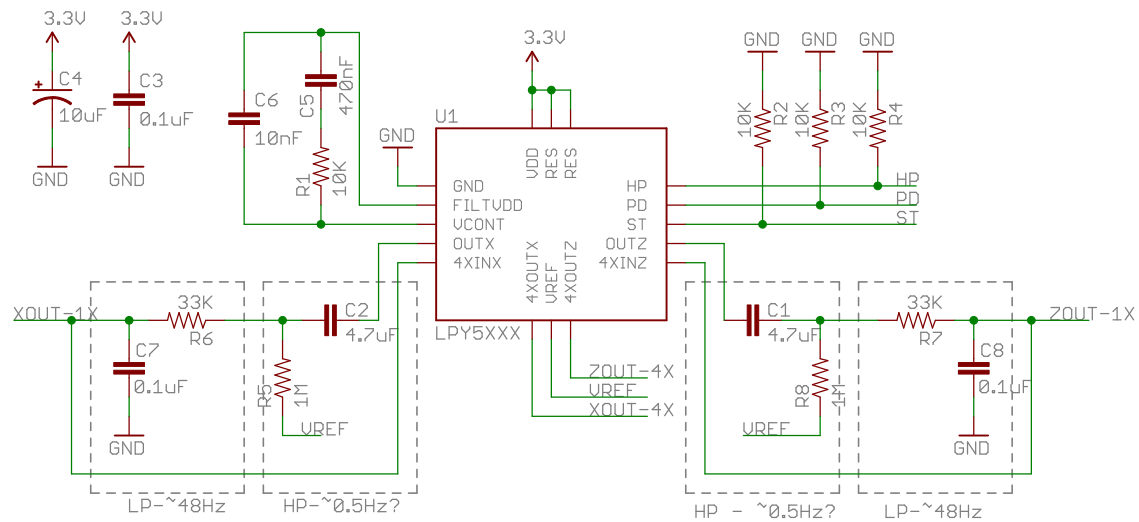 3.3V
3.3V
C4
10uF
GND
C3
0.1uF
GND
C6
10nF
C5
470nF
R1
10K
GND
3.3V
U1
VDD
RES
RES
GND
FILTVDD
VCONT
OUTX
4XINX
HP
PD
ST
OUTZ
4XINZ
4XOUTX
VREF
4XOUTZ
LPY5XXX
GND
GND
GND
10K
R2
10K
R3
10K
R4
HP
PD
ST
XOUT-1X
33K
R6
C7
0.1uF
GND
C2
4.7uF
R5
1M
VREF
LP-~48Hz
HP-~0.5Hz?
ZOUT-4X
VREF
XOUT-4X
C1
4.7uF
R8
1M
VREF
33K
R7
C8
0.1uF
GND
ZOUT-1X
HP - ~0.5Hz?
LP-~48Hz